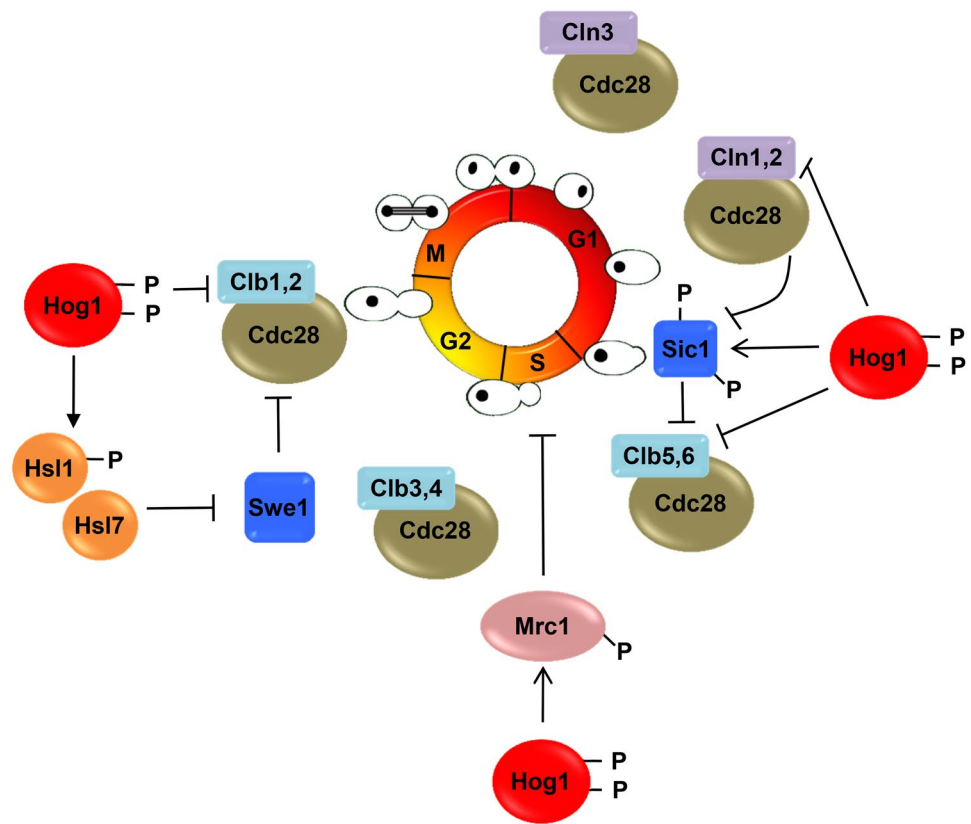 Cln3
Cdc28
Cln1,2
Cdc28
G1
M
G2
S
Hog1
P
P
Clb1,2
Cdc28
P
Sic1
P
Hog1
P
P
Hsl1
P
Hsl7
Swe1
Clb3,4
Cdc28
Clb5,6
Cdc28
Mrc1
P
Hog1
P
P